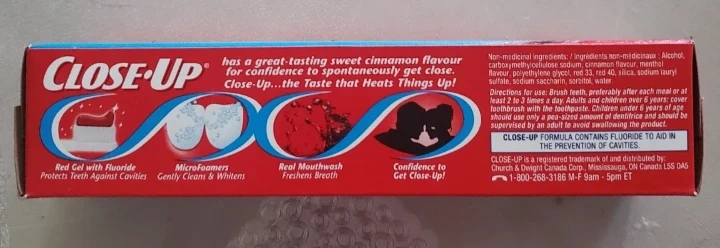 CLOSE·UP®
has a great-tasting sweet cinnamon flavour
for confidence to spontaneously get close.
Close-Up...the Taste that Heats Things Up!
Red Gel with Fluoride
Protects Teeth Against Cavities
MicroFoamers
Gently Cleans & Whitens
Real Mouthwash
Freshens Breath
Confidence to
Get Close-Up!
Non-medicinal ingredients: / Ingrédients non-médicinaux : Alcohol,
carboxymethylcellulose sodium, cinnamon flavour, menthol
flavour, polyethylene glycol, red 33, red 40, silica, sodium lauryl
sulfate, sodium saccharin, sorbitol, water.
Directions for use: Brush teeth, preferably after each meal or at
least 2 to 3 times a day. Adults and children over 6 years: cover
toothbrush with the toothpaste. Children under 6 years of age
should use only a pea-sized amount of dentifrice and should be
supervised by an adult to avoid swallowing the product.
CLOSE-UP FORMULA CONTAINS FLUORIDE TO AID IN
THE PREVENTION OF CAVITIES.
CLOSE-UP is a registered trademark of and distributed by:
Church & Dwight Canada Corp., Mississauga, ON Canada L5S 0A5
1-800-268-3186 M-F 9am - 5pm ET